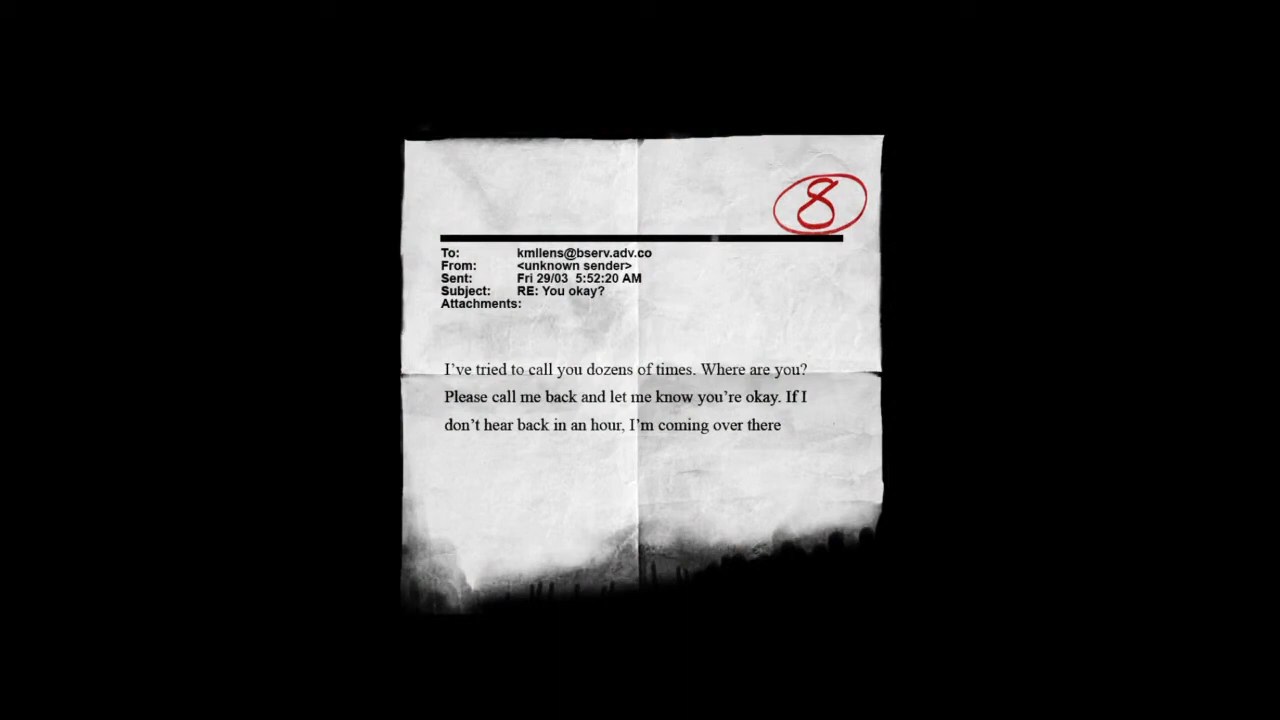 8
To: kmllens@bserv.adv.co
From: <unknown sender>
Sent: Fri 29/03 5:52:20 AM
Subject: RE: You okay?
Attachments:
I’ve tried to call you dozens of times. Where are you?
Please call me back and let me know you’re okay. If I
don’t hear back in an hour, I’m coming over there